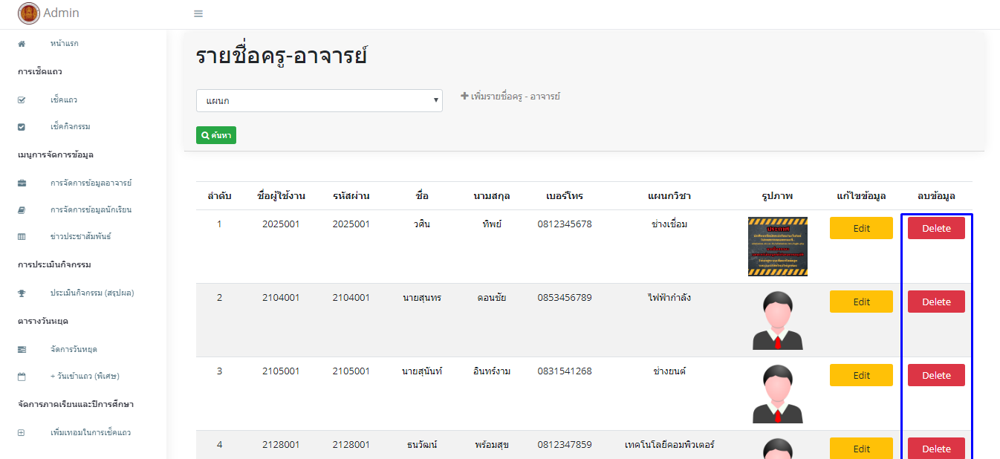 Admin
หน้าแรก
การเช็คแถว
เช็คแถว
เช็คกิจกรรม
เมนูการจัดการข้อมูล
การจัดการข้อมูลอาจารย์
การจัดการข้อมูลนักเรียน
ข่าวประชาสัมพันธ์
การประเมินกิจกรรม
ประเมินกิจกรรม (สรุปผล)
ตารางวันหยุด
จัดการวันหยุด
+ วันเข้าแถว (พิเศษ)
จัดการภาคเรียนและปีการศึกษา
เพิ่มเทอมในการเช็คแถว
รายชื่อครู-อาจารย์
แผนก
เพิ่มรายชื่อครู - อาจารย์
ค้นหา
ลำดับ ชื่อผู้ใช้งาน รหัสผ่าน ชื่อ นามสกุล เบอร์โทร แผนกวิชา รูปภาพ แก้ไขข้อมูล ลบข้อมูล
1 2025001 2025001 วศิน ทิพย์ 0812345678 ช่างเชื่อม ประกาศ Edit Delete
2 2104001 2104001 นายสุนทร ดอนชัย 0853456789 ไฟฟ้ากำลัง Edit Delete
3 2105001 2105001 นายสุนันท์ อินทร์งาม 0831541268 ช่างยนต์ Edit Delete
4 2128001 2128001 ธนวัฒน์ พร้อมสุข 0812347859 เทคโนโลยีคอมพิวเตอร์ Edit Delete